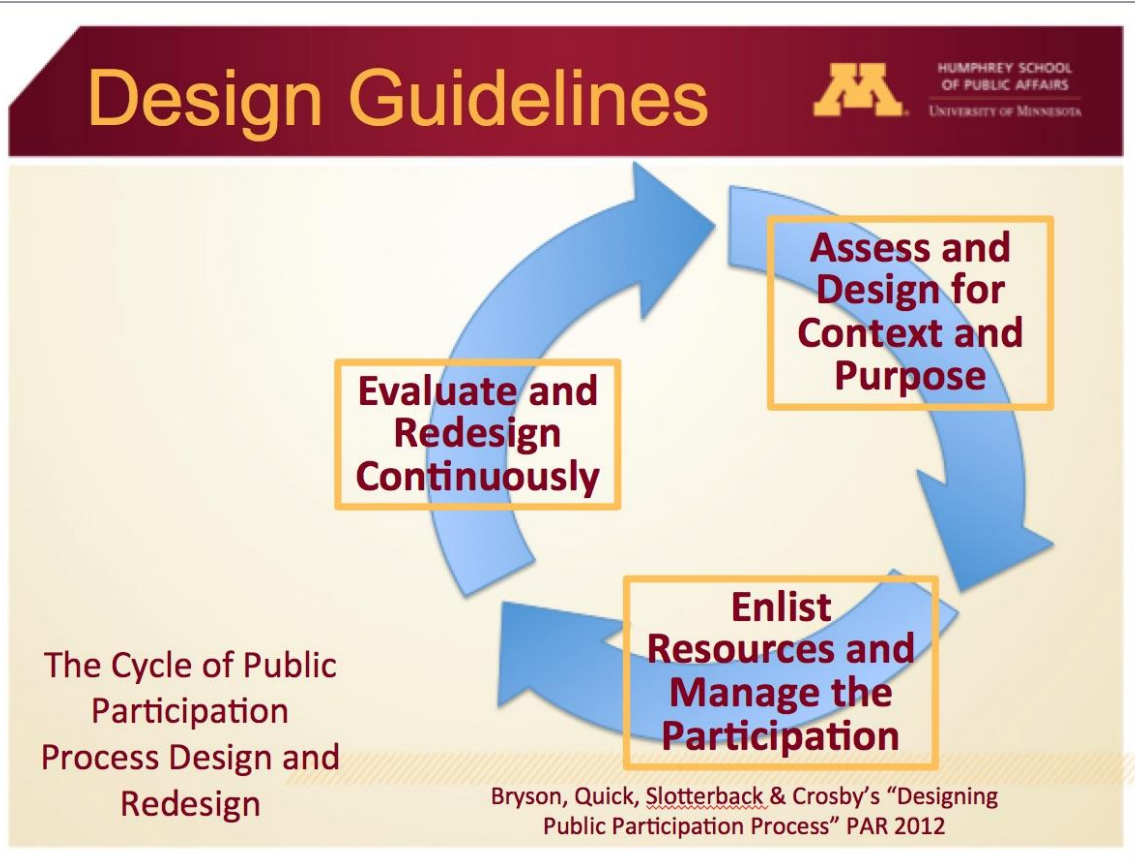 Design Guidelines
HUMPHREY SCHOOL
OF PUBLIC AFFAIRS
UNIVERSITY OF MINNESOTA
Assess and
Design for
Context and
Purpose
Evaluate and
Redesign
Continuously
Enlist
Resources and
Manage the
Participation
The Cycle of Public
Participation
Process Design and
Redesign
Bryson, Quick, Slotterback & Crosby's “Designing
Public Participation Process” PAR 2012